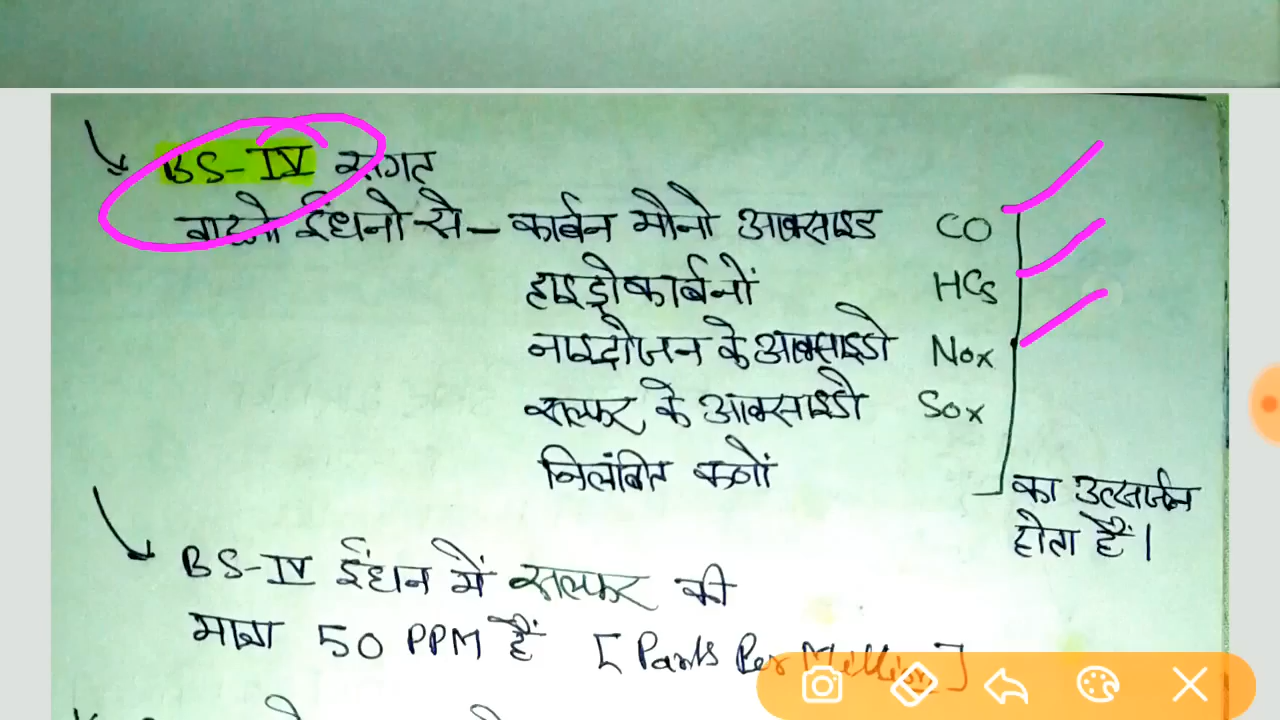 BS-IV संगत
वाहनो ईंधनो से - कार्बन मौनो आक्साइड CO
हाइड्रोकार्बनों HCs
नाइट्रोजन के आक्साइडो Nox
सल्फर के आक्साइडो Sox
निलंबित कणों
का उत्सर्जन
होता हैं।
BS-IV ईंधन में सल्फर की
मात्रा 50 PPM हैं [Parts Per Million]